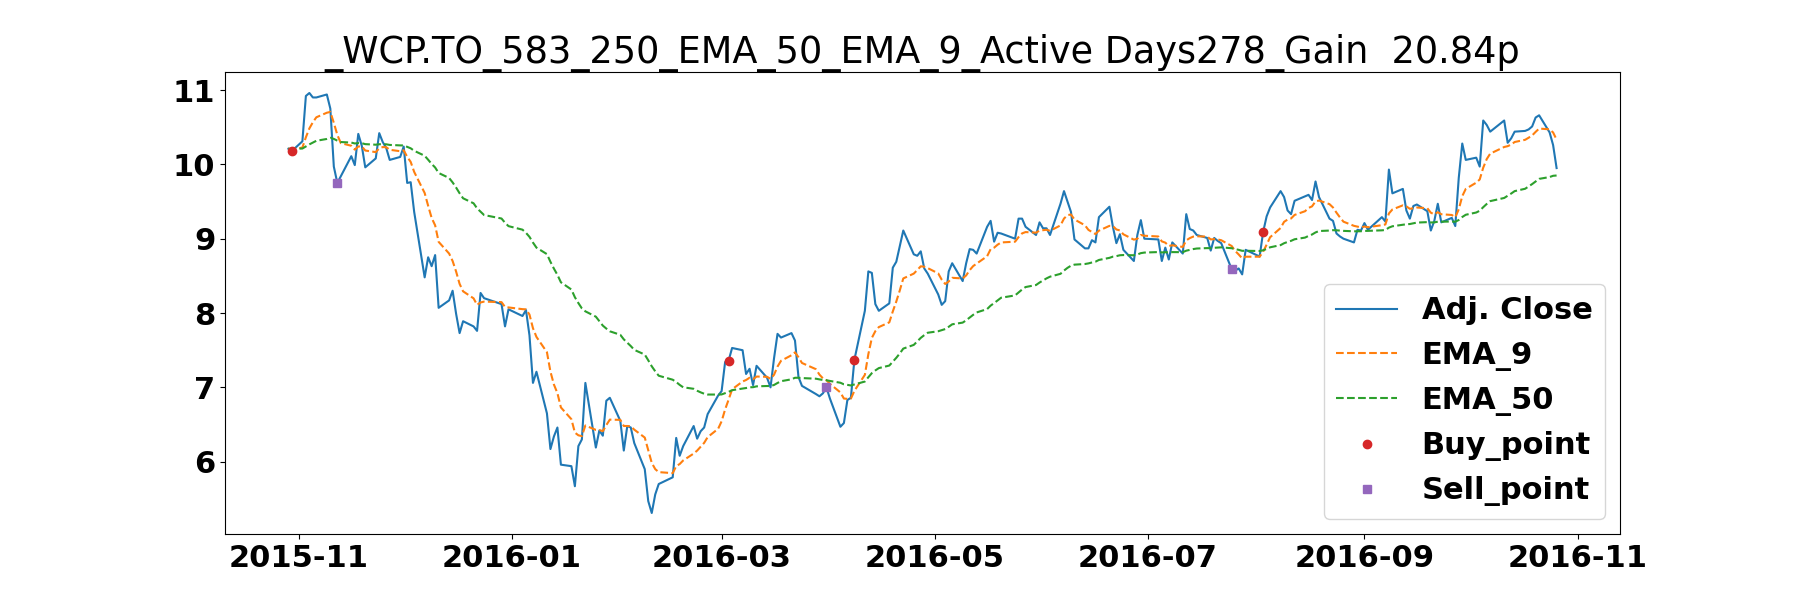 _WCP.TO_583_250_EMA_50_EMA_9_Active Days278_Gain  20.84p
11
10
9
8
7
6
Adj. Close
EMA_9
EMA_50
Buy_point
Sell_point
2015-11 2016-01 2016-03 2016-05 2016-07 2016-09 2016-11